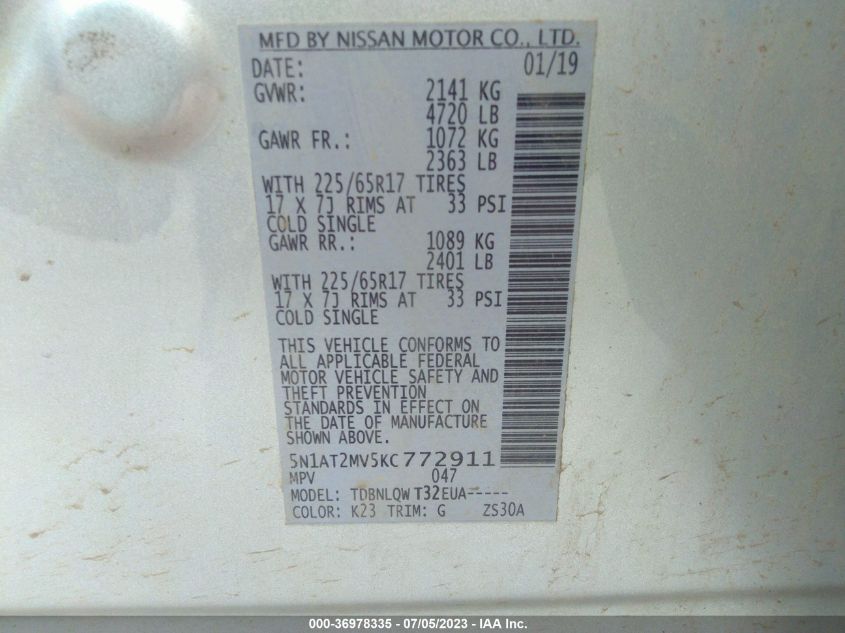 MFD BY NISSAN MOTOR CO., LTD.
DATE: 01/19
GVWR: 2141 KG
4720 LB
GAWR FR.: 1072 KG
2363 LB
WITH 225/65R17 TIRES
17 X 7J RIMS AT 33 PSI
COLD SINGLE
GAWR RR.: 1089 KG
2401 LB
WITH 225/65R17 TIRES
17 X 7J RIMS AT 33 PSI
COLD SINGLE
THIS VEHICLE CONFORMS TO
ALL APPLICABLE FEDERAL
MOTOR VEHICLE SAFETY AND
THEFT PREVENTION
STANDARDS IN EFFECT ON
THE DATE OF MANUFACTURE
SHOWN ABOVE.
5N1AT2MV5KC772911
MPV 047
MODEL: TDBNLQW T32EUA-----
COLOR: K23 TRIM: G ZS30A
000-36978335 - 07/05/2023 - IAA Inc.